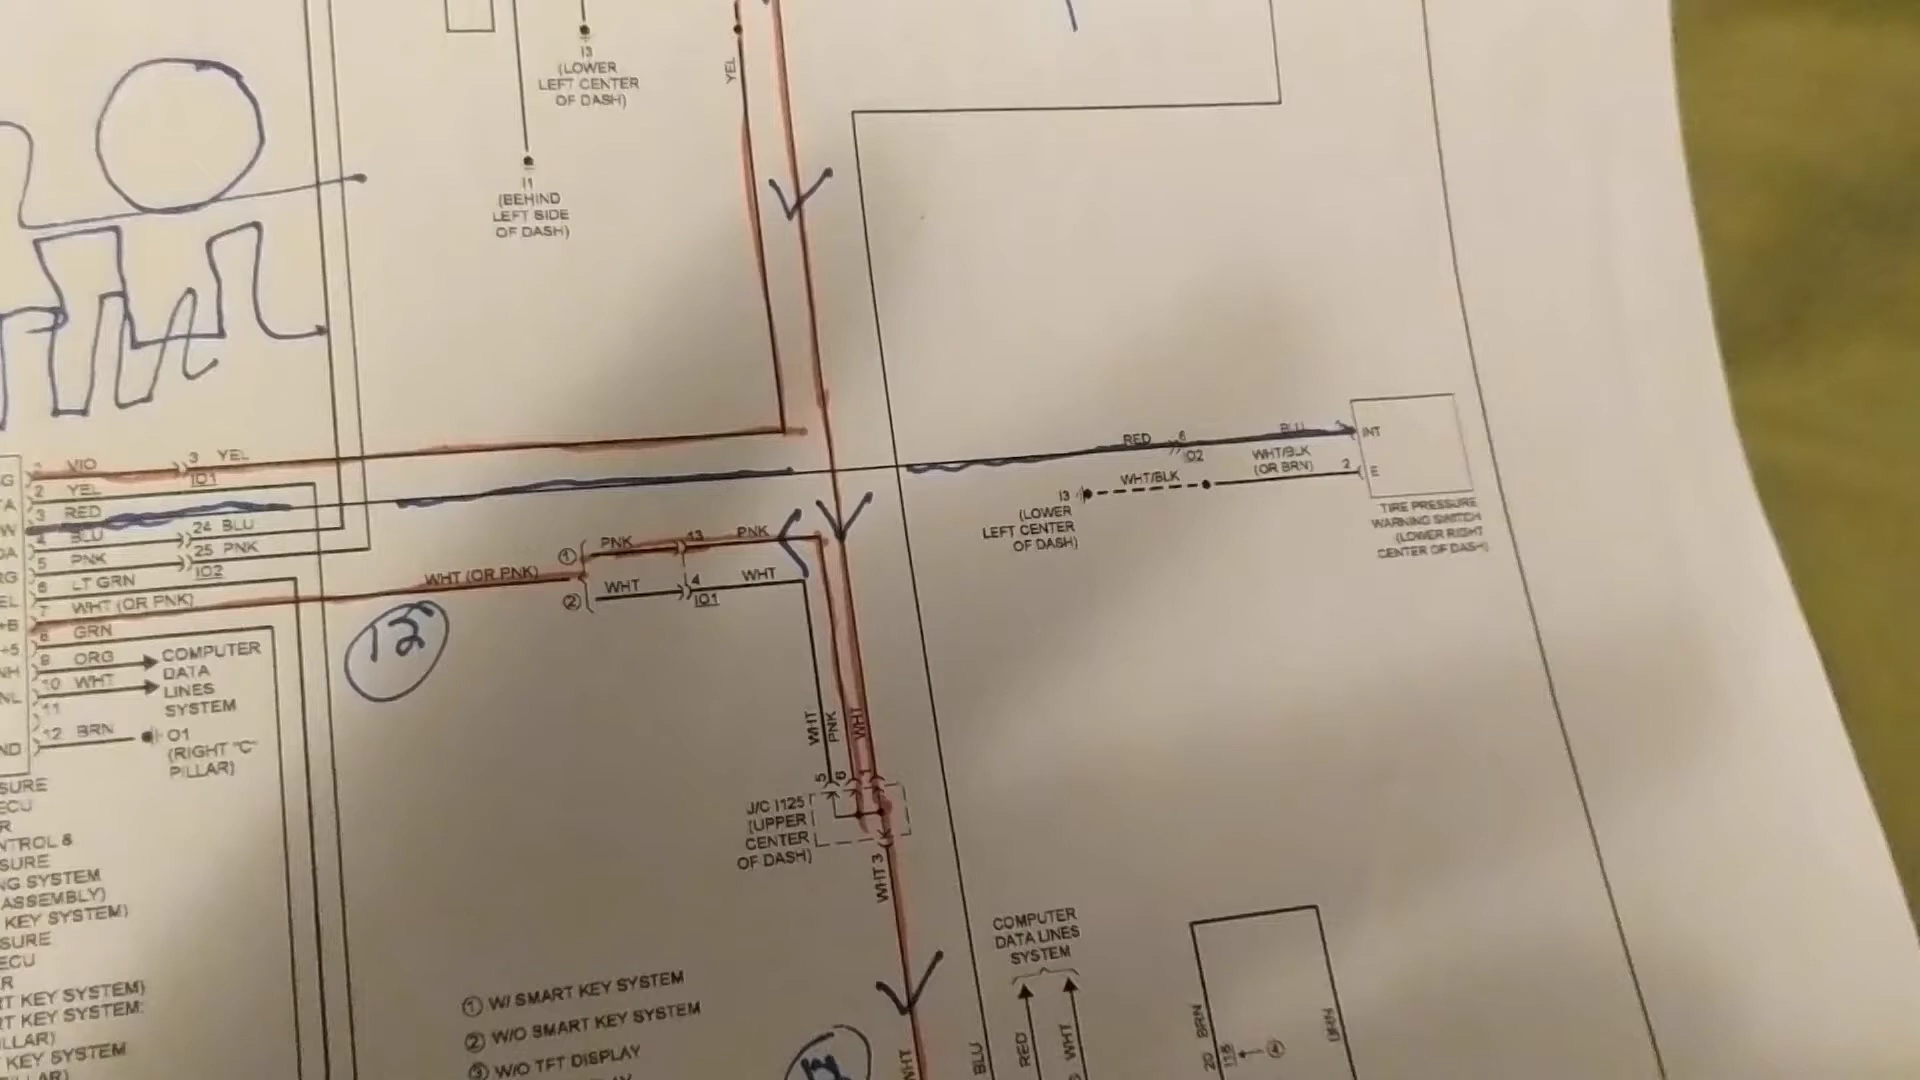 I3
(LOWER
LEFT CENTER
OF DASH)
YEL
I1
(BEHIND
LEFT SIDE
OF DASH)
VIO
3 YEL
IO1
2 YEL
3 RED
4 BLU
24 BLU
5 PNK
25 PNK
IO2
6 LT GRN
7 WHT (OR PNK)
8 GRN
9 ORG
10 WHT
11
12 BRN
COMPUTER
DATA
LINES
SYSTEM
O1
(RIGHT "C"
PILLAR)
+B
+5
WHT (OR PNK)
1
PNK
13
PNK
2
WHT
4
WHT
IO1
12
RED
6
BLU
IO2
INT
WHT/BLK
WHT/BLK
(OR BRN)
2
E
I3
(LOWER
LEFT CENTER
OF DASH)
TIRE PRESSURE
WARNING SWITCH
(LOWER RIGHT
CENTER OF DASH)
WHT
PNK
WHT
5
6
1
J/C I125
(UPPER
CENTER
OF DASH)
K
WHT 3
SURE
ECU
R
NTROL &
SURE
NG SYSTEM
ASSEMBLY)
KEY SYSTEM)
SURE
ECU
R
RT KEY SYSTEM)
RT KEY SYSTEM:
ILLAR)
KEY SYSTEM
1 W/ SMART KEY SYSTEM
2 W/O SMART KEY SYSTEM
3 W/O TFT DISPLAY
COMPUTER
DATA LINES
SYSTEM
WHT
BLU
RED
WHT
BRN
20
I18
4
BRN